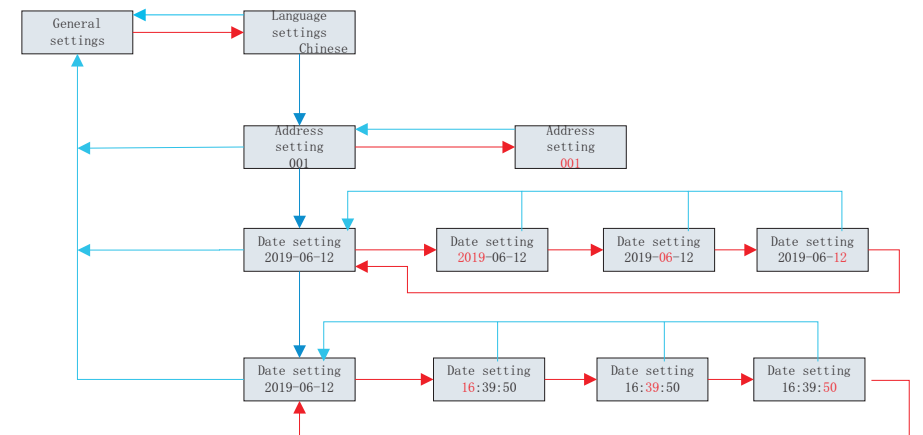 General
settings
Language
settings
Chinese
Address
setting
001
Address
setting
001
Date setting
2019-06-12
Date setting
2019-06-12
Date setting
2019-06-12
Date setting
2019-06-12
Date setting
2019-06-12
Date setting
16:39:50
Date setting
16:39:50
Date setting
16:39:50